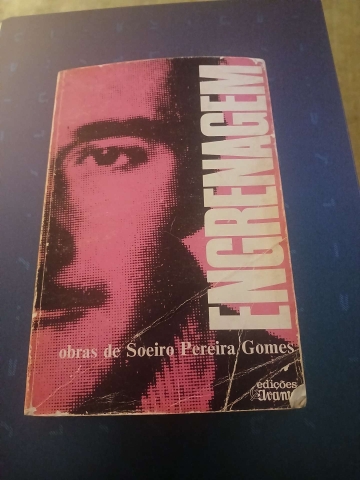 ENGRENAGEM
obras de Soeiro Pereira Gomes
edições
Avante